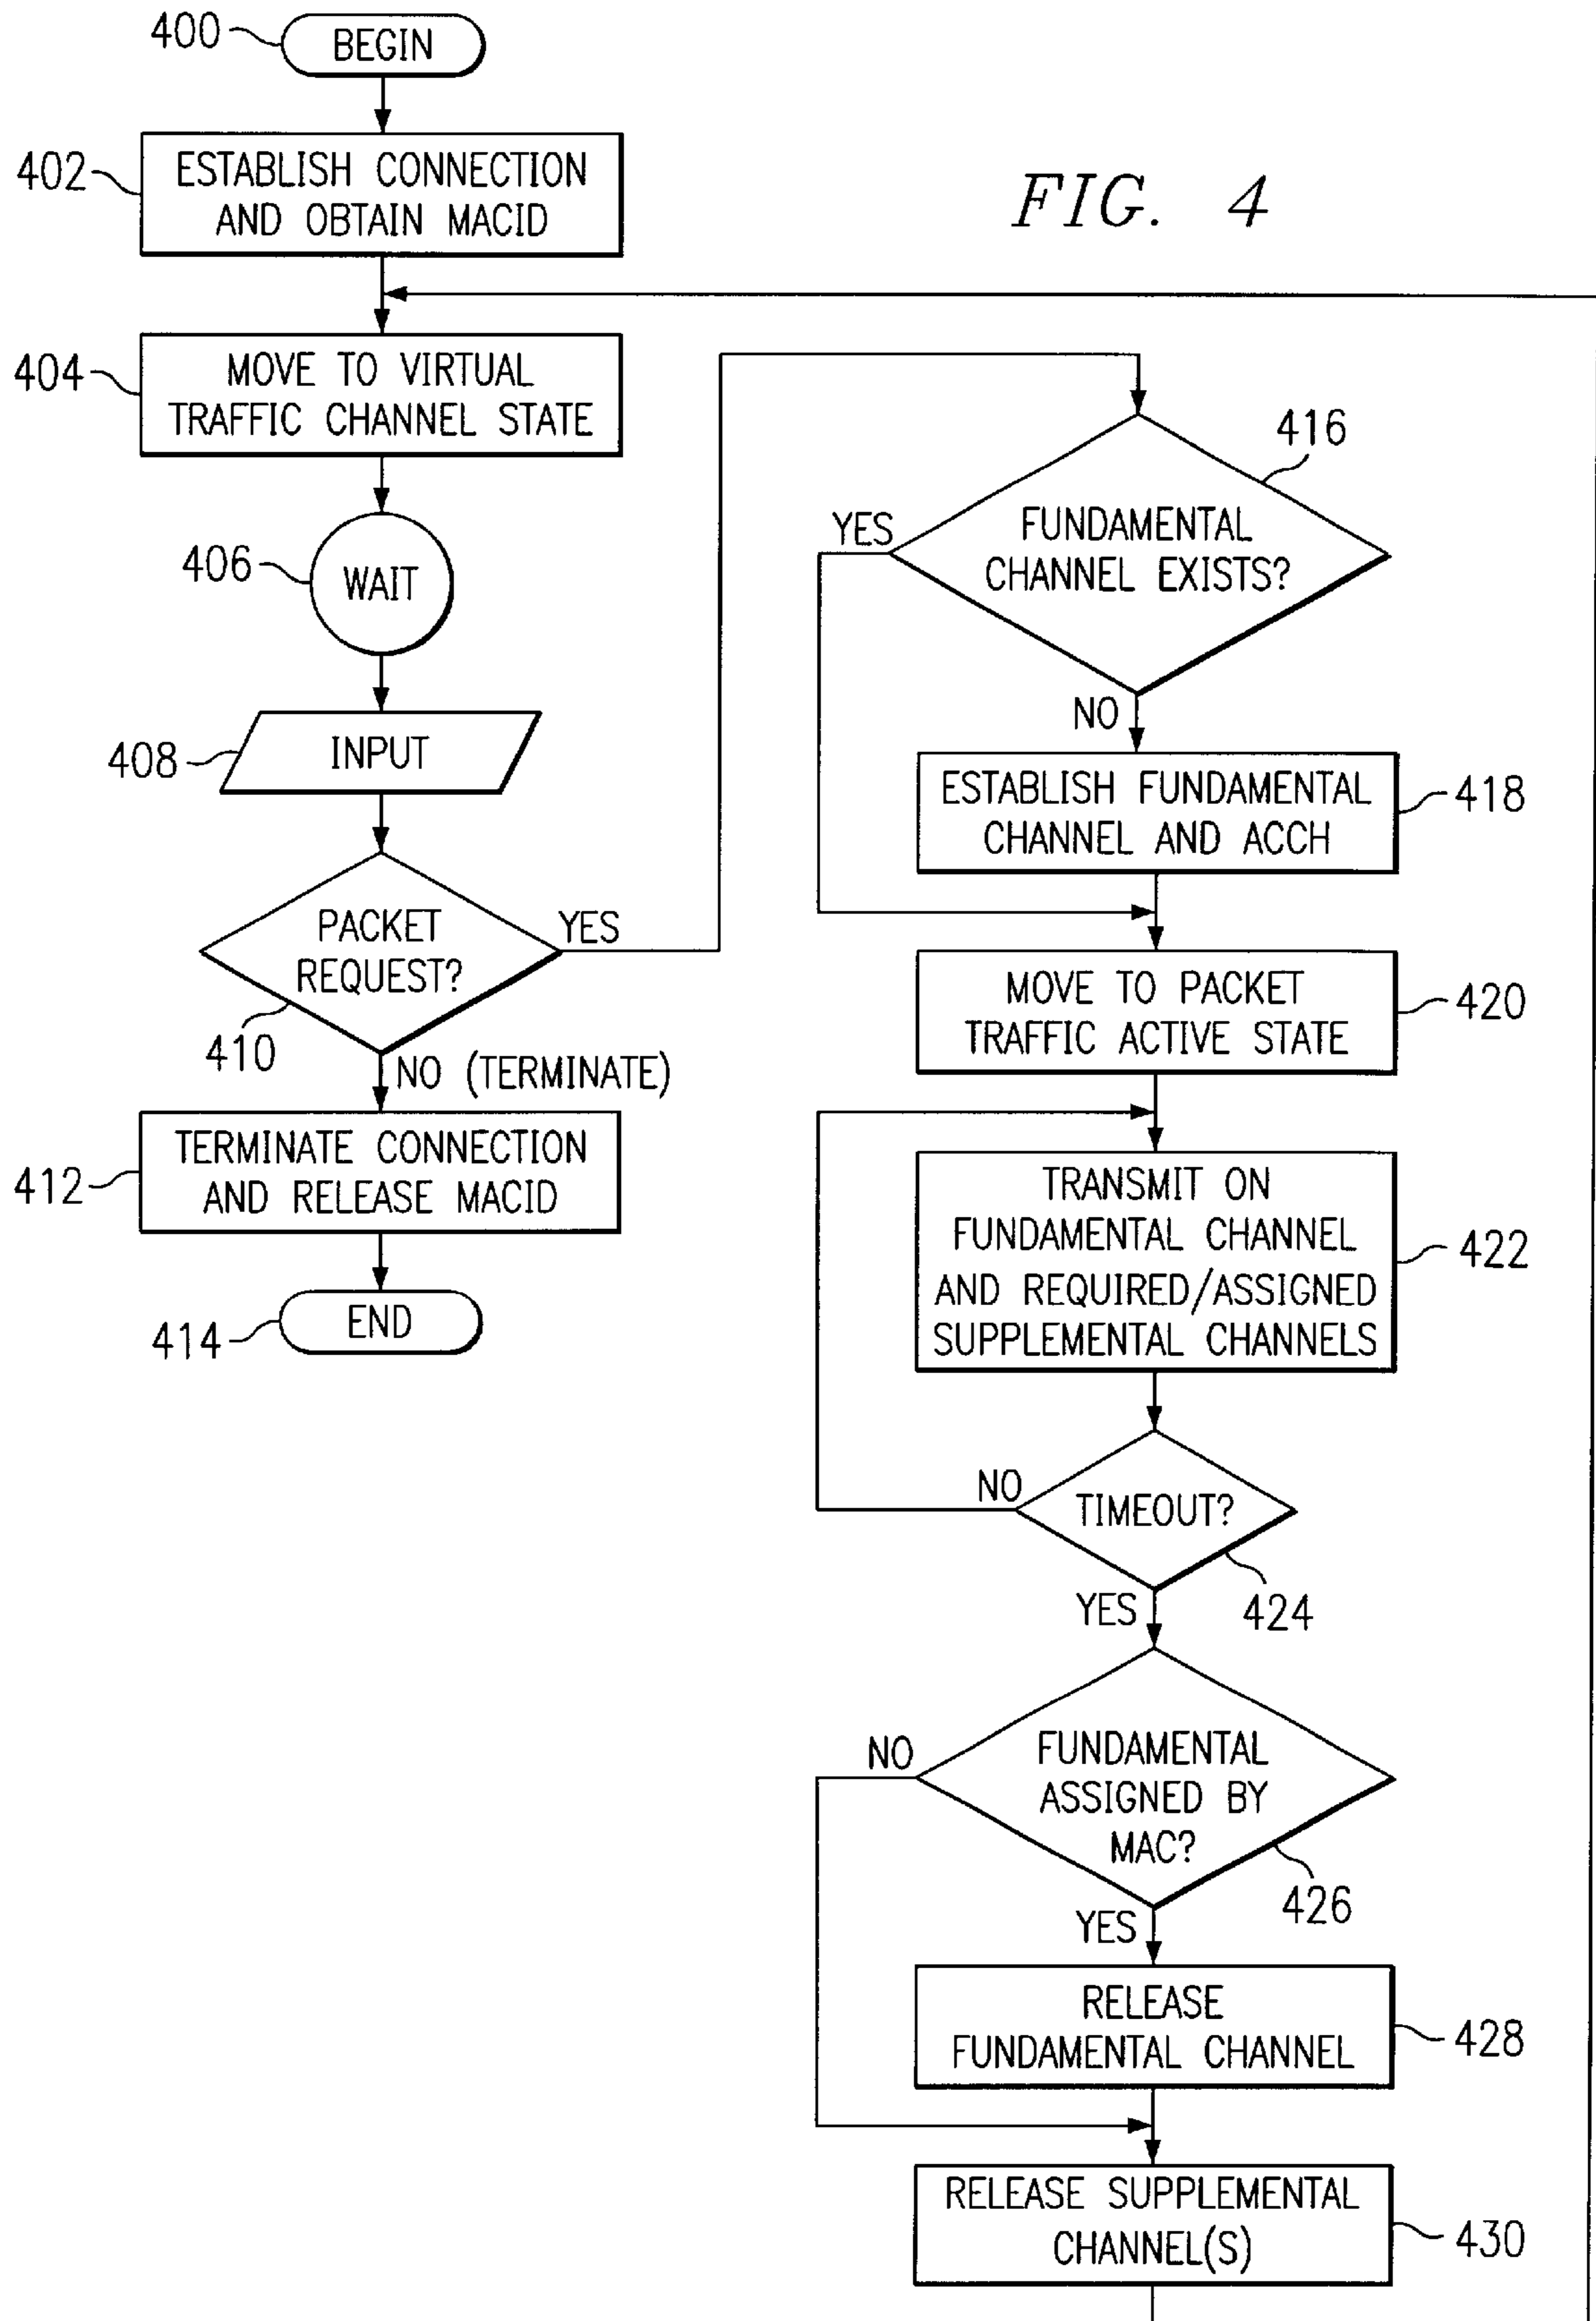 400
BEGIN
402
ESTABLISH CONNECTION
AND OBTAIN MACID
FIG. 4
404
MOVE TO VIRTUAL
TRAFFIC CHANNEL STATE
406
WAIT
408
INPUT
PACKET
REQUEST?
YES
410
NO (TERMINATE)
412
TERMINATE CONNECTION
AND RELEASE MACID
414
END
416
YES
FUNDAMENTAL
CHANNEL EXISTS?
NO
ESTABLISH FUNDAMENTAL
CHANNEL AND ACCH
418
MOVE TO PACKET
TRAFFIC ACTIVE STATE
420
TRANSMIT ON
FUNDAMENTAL CHANNEL
AND REQUIRED/ASSIGNED
SUPPLEMENTAL CHANNELS
422
NO
TIMEOUT?
YES
424
NO
FUNDAMENTAL
ASSIGNED BY
MAC?
426
YES
RELEASE
FUNDAMENTAL CHANNEL
428
RELEASE SUPPLEMENTAL
CHANNEL(S)
430